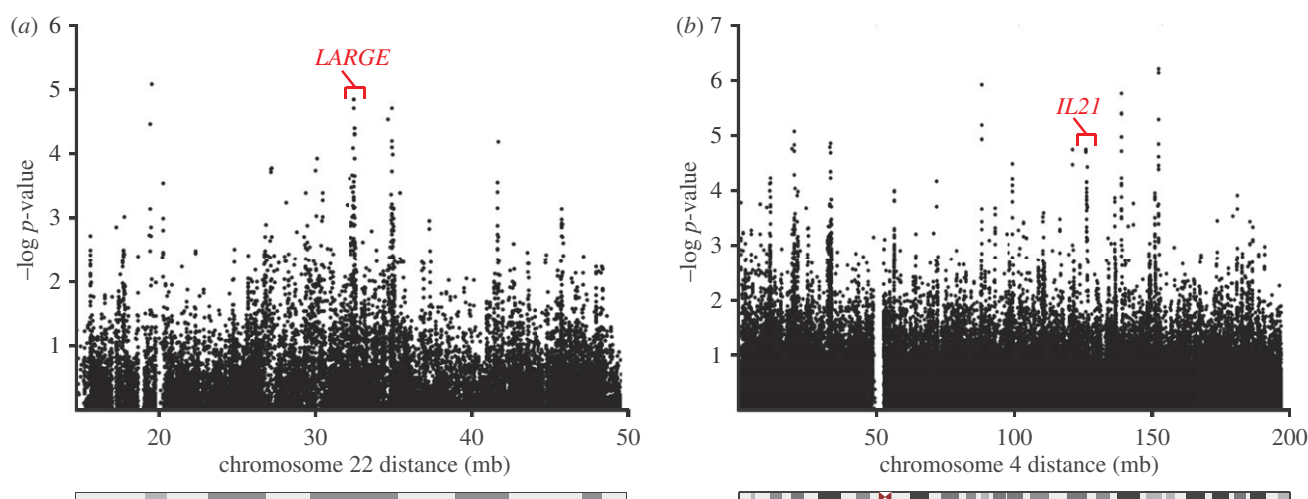 (a)
6
5
4
3
2
1
–log p-value
LARGE
20
30
40
50
chromosome 22 distance (mb)
(b)
7
6
5
4
3
2
1
–log p-value
IL21
50
100
150
200
chromosome 4 distance (mb)